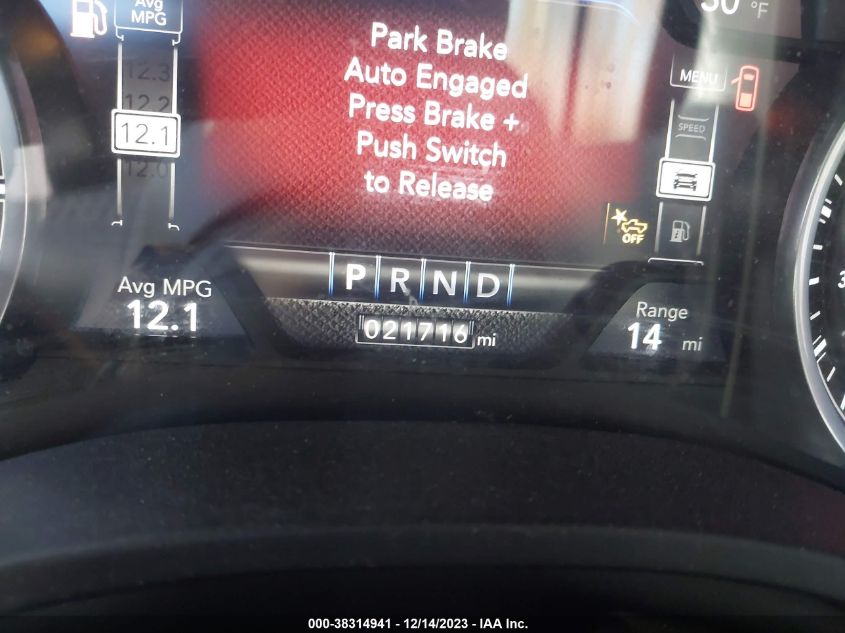 Avg
MPG
12.3
12.2
12.1
12.0
Park Brake
Auto Engaged
Press Brake +
Push Switch
to Release
°F
MENU
SPEED
OFF
P R N D
Avg MPG
12.1
021716 mi
Range
14 mi
000-38314941 - 12/14/2023 - IAA Inc.